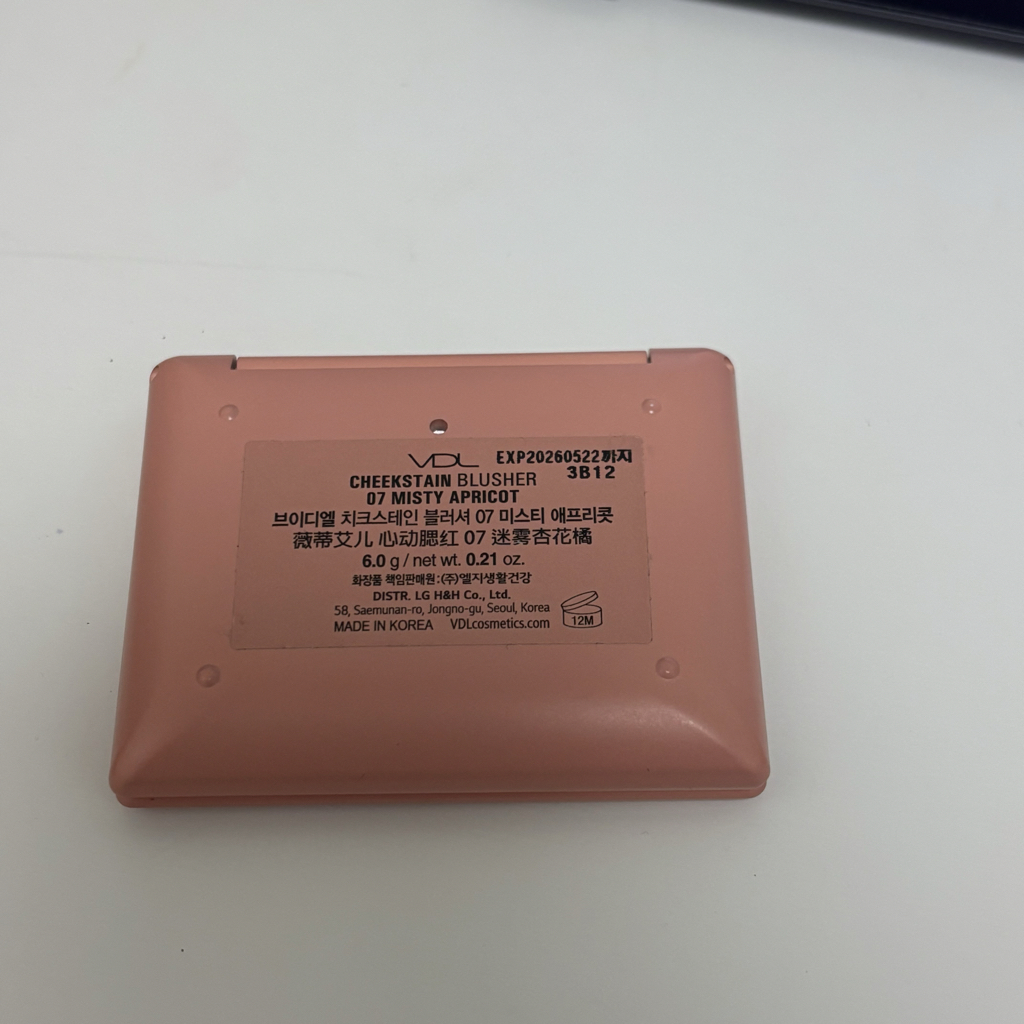 VDL EXP20260522까지
3B12
CHEEKSTAIN BLUSHER
07 MISTY APRICOT
브이디엘 치크스테인 블러셔 07 미스티 애프리콧
薇蒂艾儿 心动腮红 07 迷雾杏花橘
6.0 g / net wt. 0.21 oz.
화장품 책임판매원:(주)엘지생활건강
DISTR. LG H&H Co., Ltd.
58, Saemunan-ro, Jongno-gu, Seoul, Korea
MADE IN KOREA VDLcosmetics.com 12M